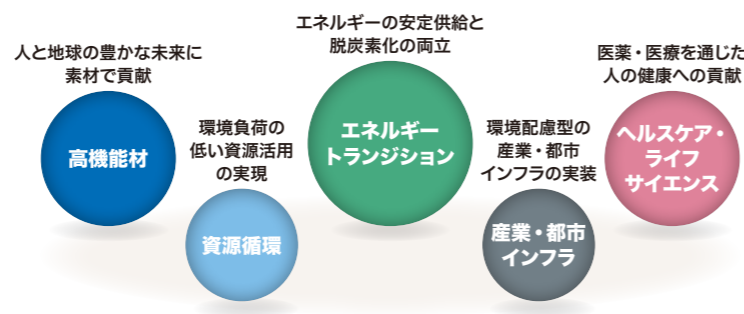 人と地球の豊かな未来に
素材で貢献
高機能材
環境負荷の
低い資源活用
の実現
資源循環
エネルギーの安定供給と
脱炭素化の両立
エネルギー
トランジション
環境配慮型の
産業・都市
インフラの実装
産業・都市
インフラ
医薬・医療を通じた
人の健康への貢献
ヘルスケア・
ライフ
サイエンス